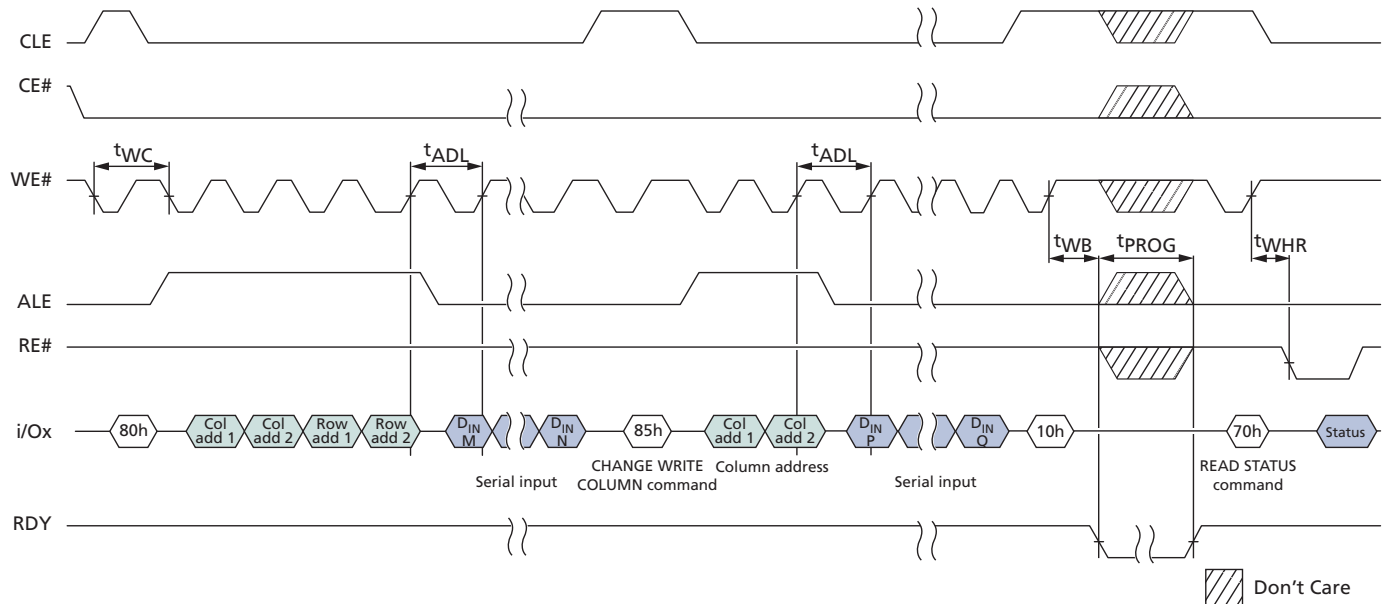 CLE
CE#
tWC
tADL
tADL
WE#
tWB
tPROG
tWHR
ALE
RE#
i/Ox
80h
Col add 1
Col add 2
Row add 1
Row add 2
DIN M
DIN N
85h
Col add 1
Col add 2
DIN P
DIN Q
10h
70h
Status
Serial input
CHANGE WRITE
COLUMN command
Column address
Serial input
READ STATUS
command
RDY
Don't Care